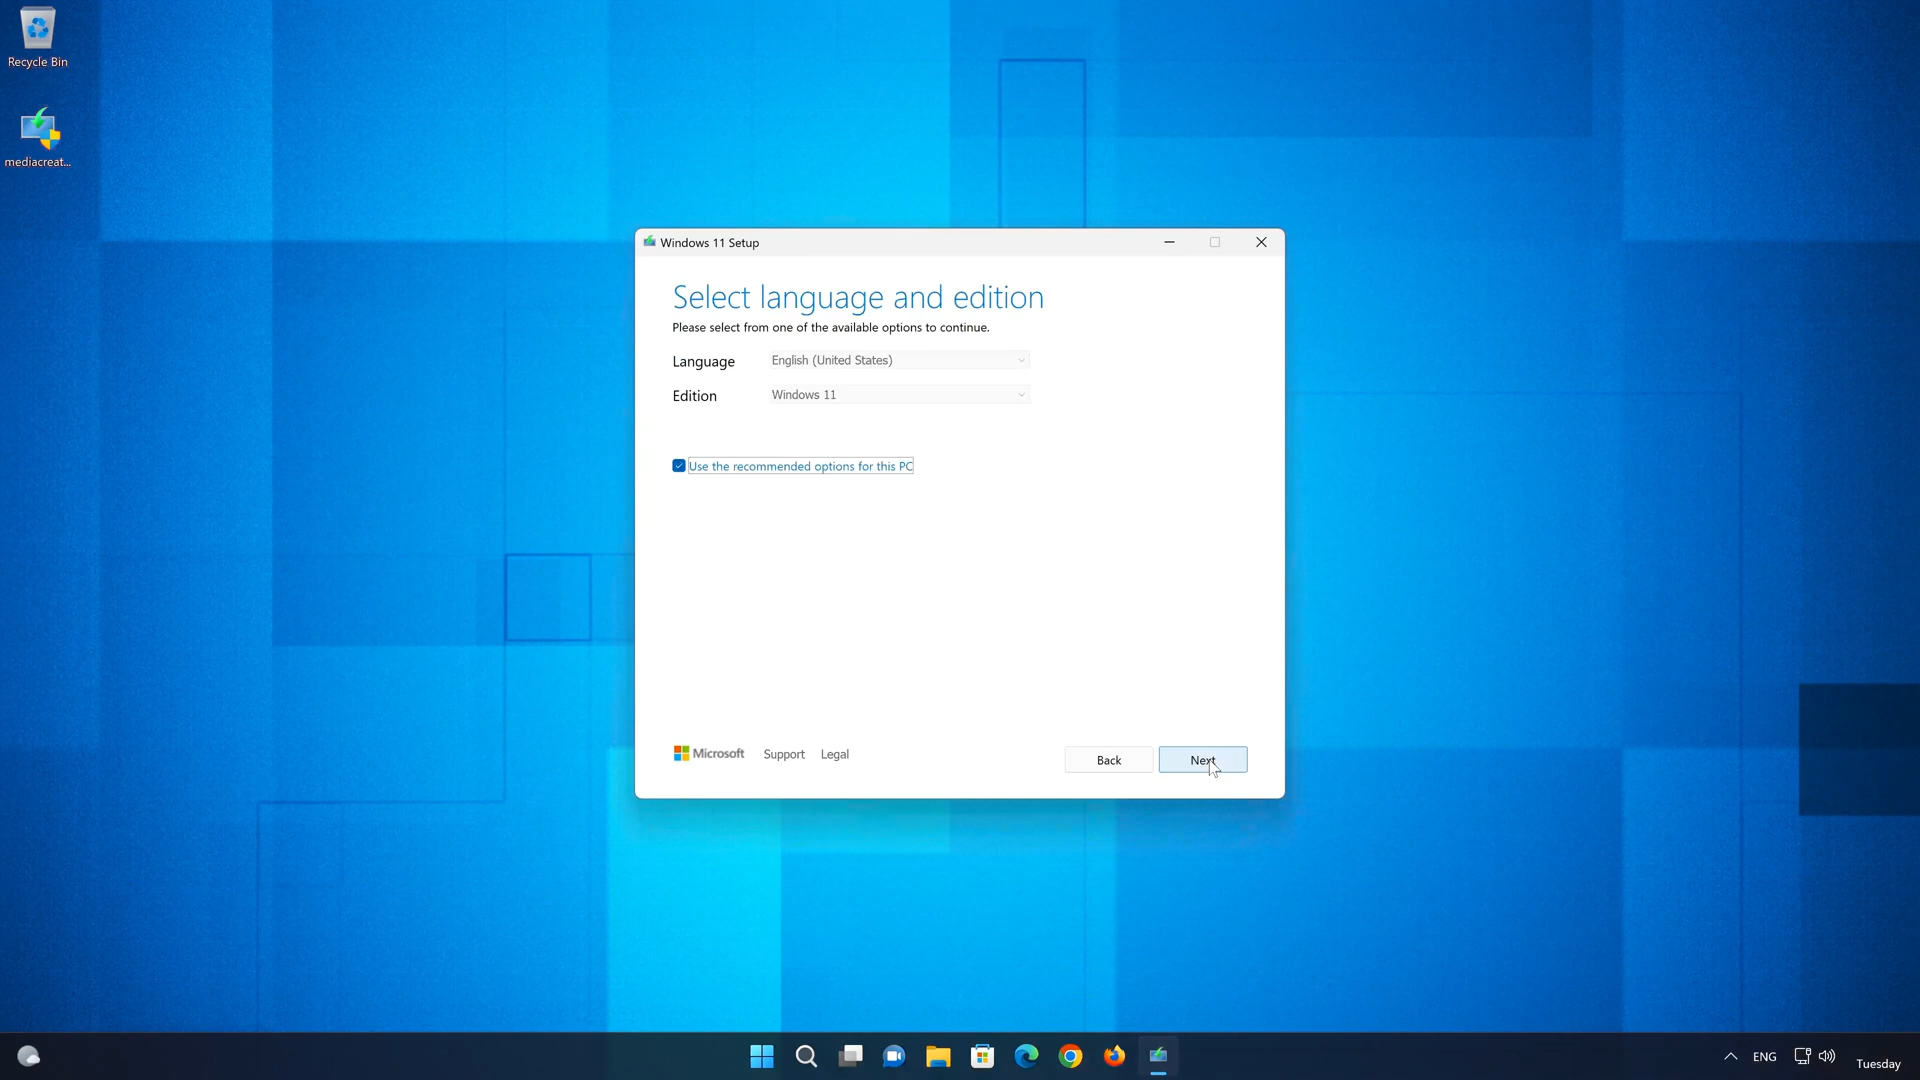 Recycle Bin
mediacreat...
Windows 11 Setup
Select language and edition
Please select from one of the available options to continue.
Language English (United States)
Edition Windows 11
Use the recommended options for this PC
Microsoft Support Legal
Back Next
ENG
Tuesday